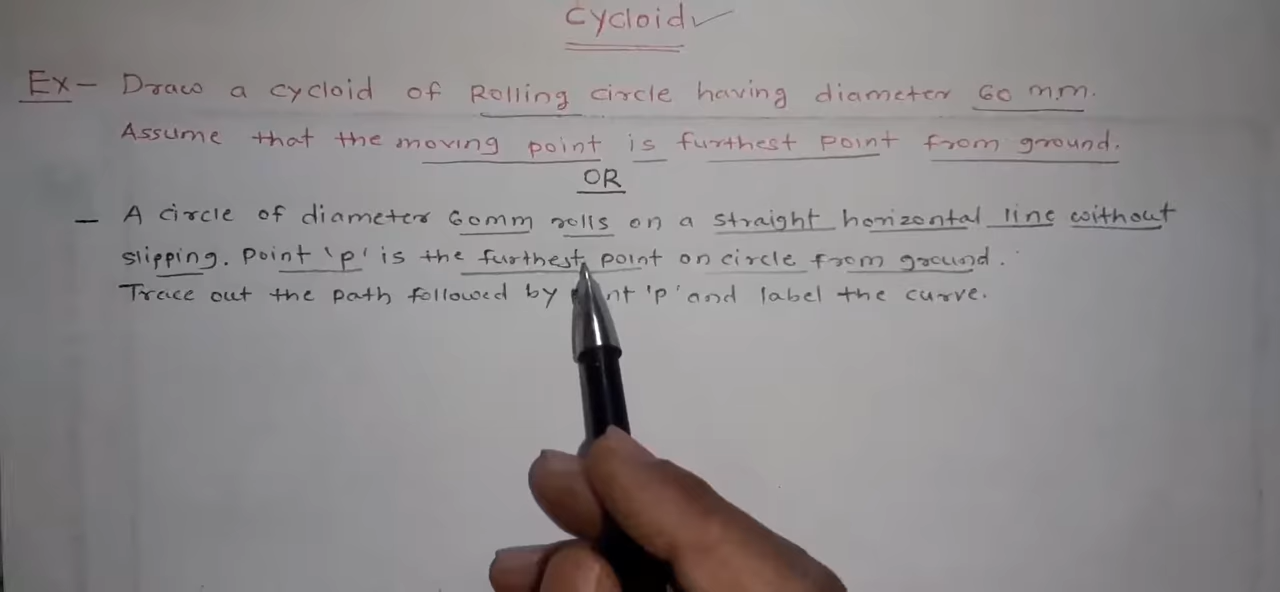 Cycloid ✓
Ex - Draw a cycloid of Rolling circle having diameter 60 m.m.
Assume that the moving point is furthest point from ground.
OR
- A circle of diameter 60mm rolls on a straight horizontal line without
slipping. Point 'p' is the furthest point on circle from ground.
Trace out the path followed by nt 'p' and label the curve.